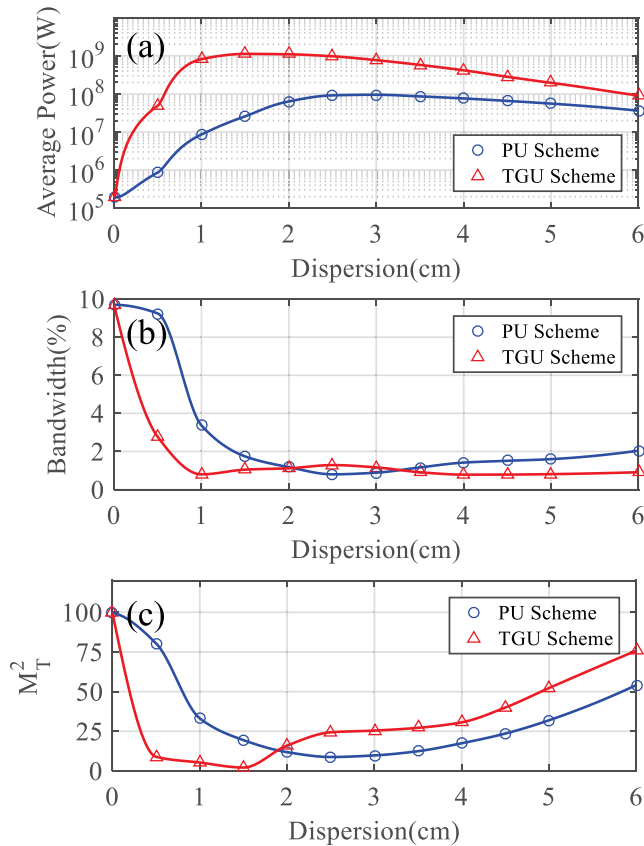 (a)
Average Power(W)
10^9
10^8
10^7
10^6
10^5
PU Scheme
TGU Scheme
0 1 2 3 4 5 6
Dispersion(cm)
(b)
Bandwidth(%)
10
8
6
4
2
0
PU Scheme
TGU Scheme
0 1 2 3 4 5 6
Dispersion(cm)
(c)
M_T^2
100
75
50
25
0
PU Scheme
TGU Scheme
0 1 2 3 4 5 6
Dispersion(cm)